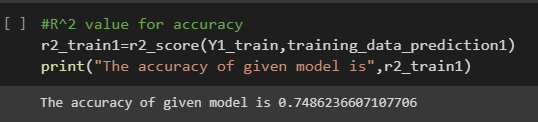 [ ] #R^2 value for accuracy
r2_train1=r2_score(Y1_train,training_data_prediction1)
print("The accuracy of given model is",r2_train1)
The accuracy of given model is 0.7486236607107706